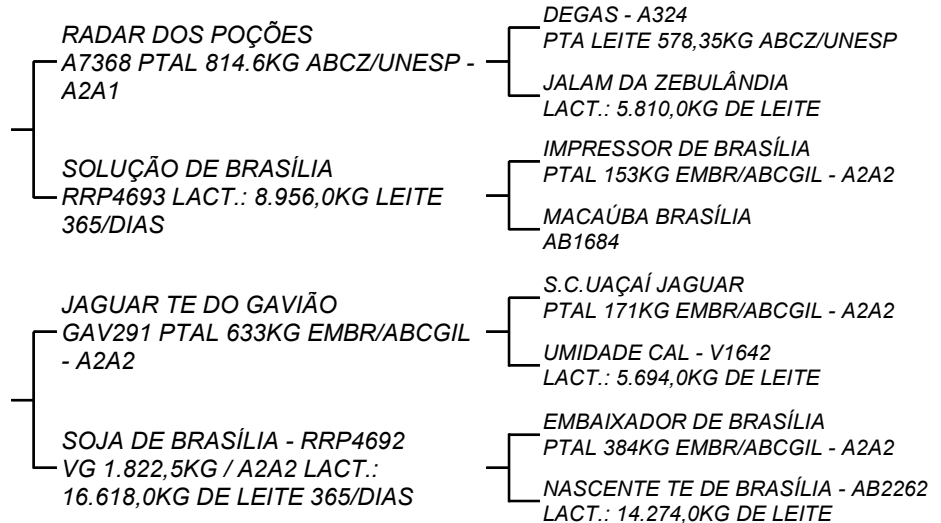 RADAR DOS POÇÕES
A7368 PTAL 814.6KG ABCZ/UNESP -
A2A1
DEGAS - A324
PTA LEITE 578,35KG ABCZ/UNESP
JALAM DA ZEBULÂNDIA
LACT.: 5.810,0KG DE LEITE
SOLUÇÃO DE BRASÍLIA
RRP4693 LACT.: 8.956,0KG LEITE
365/DIAS
IMPRESSOR DE BRASÍLIA
PTAL 153KG EMBR/ABCGIL - A2A2
MACAÚBA BRASÍLIA
AB1684
JAGUAR TE DO GAVIÃO
GAV291 PTAL 633KG EMBR/ABCGIL
- A2A2
S.C.UAÇAÍ JAGUAR
PTAL 171KG EMBR/ABCGIL - A2A2
UMIDADE CAL - V1642
LACT.: 5.694,0KG DE LEITE
SOJA DE BRASÍLIA - RRP4692
VG 1.822,5KG / A2A2 LACT.:
16.618,0KG DE LEITE 365/DIAS
EMBAIXADOR DE BRASÍLIA
PTAL 384KG EMBR/ABCGIL - A2A2
NASCENTE TE DE BRASÍLIA - AB2262
LACT.: 14.274,0KG DE LEITE